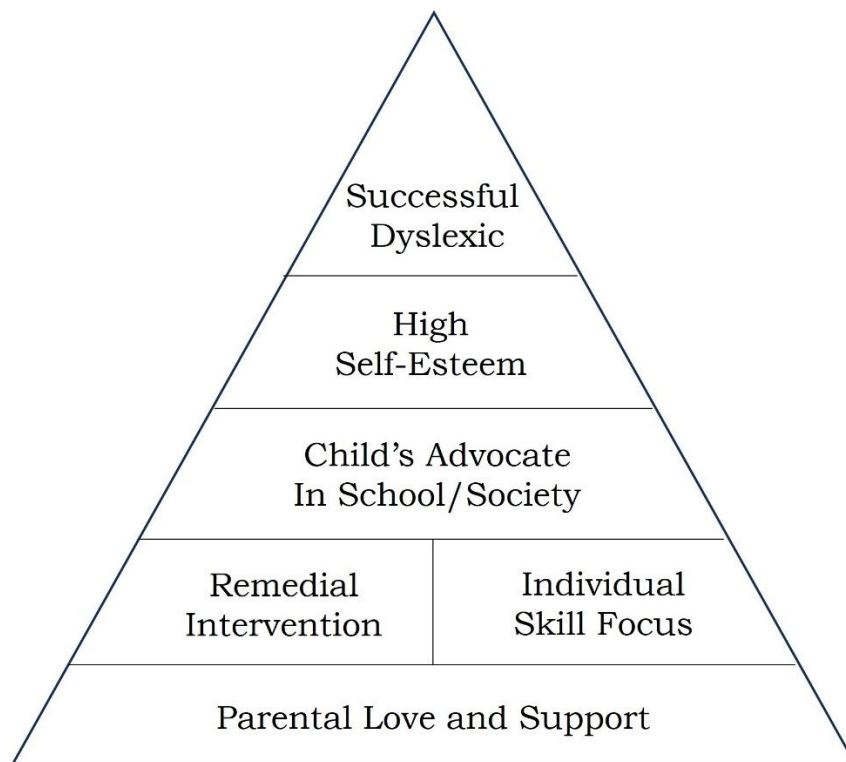 Successful
Dyslexic
High
Self-Esteem
Child’s Advocate
In School/Society
Remedial
Intervention
Individual
Skill Focus
Parental Love and Support